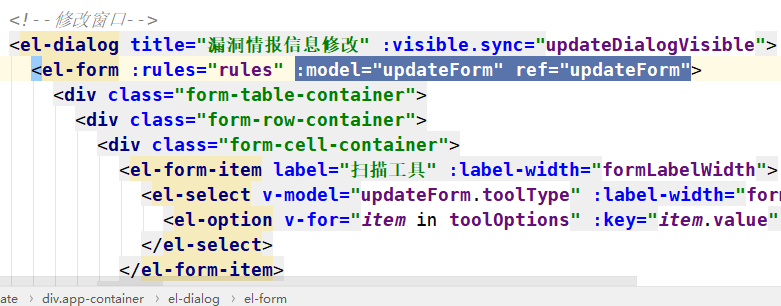 <!--修改窗口-->
<el-dialog title="漏洞情报信息修改" :visible.sync="updateDialogVisible">
<el-form :rules="rules" :model="updateForm" ref="updateForm">
<div class="form-table-container">
<div class="form-row-container">
<div class="form-cell-container">
<el-form-item label="扫描工具" :label-width="formLabelWidth">
<el-select v-model="updateForm.toolType" :label-width="for
<el-option v-for="item in toolOptions" :key="item.value"
</el-select>
</el-form-item>
ate › div.app-container › el-dialog › el-form